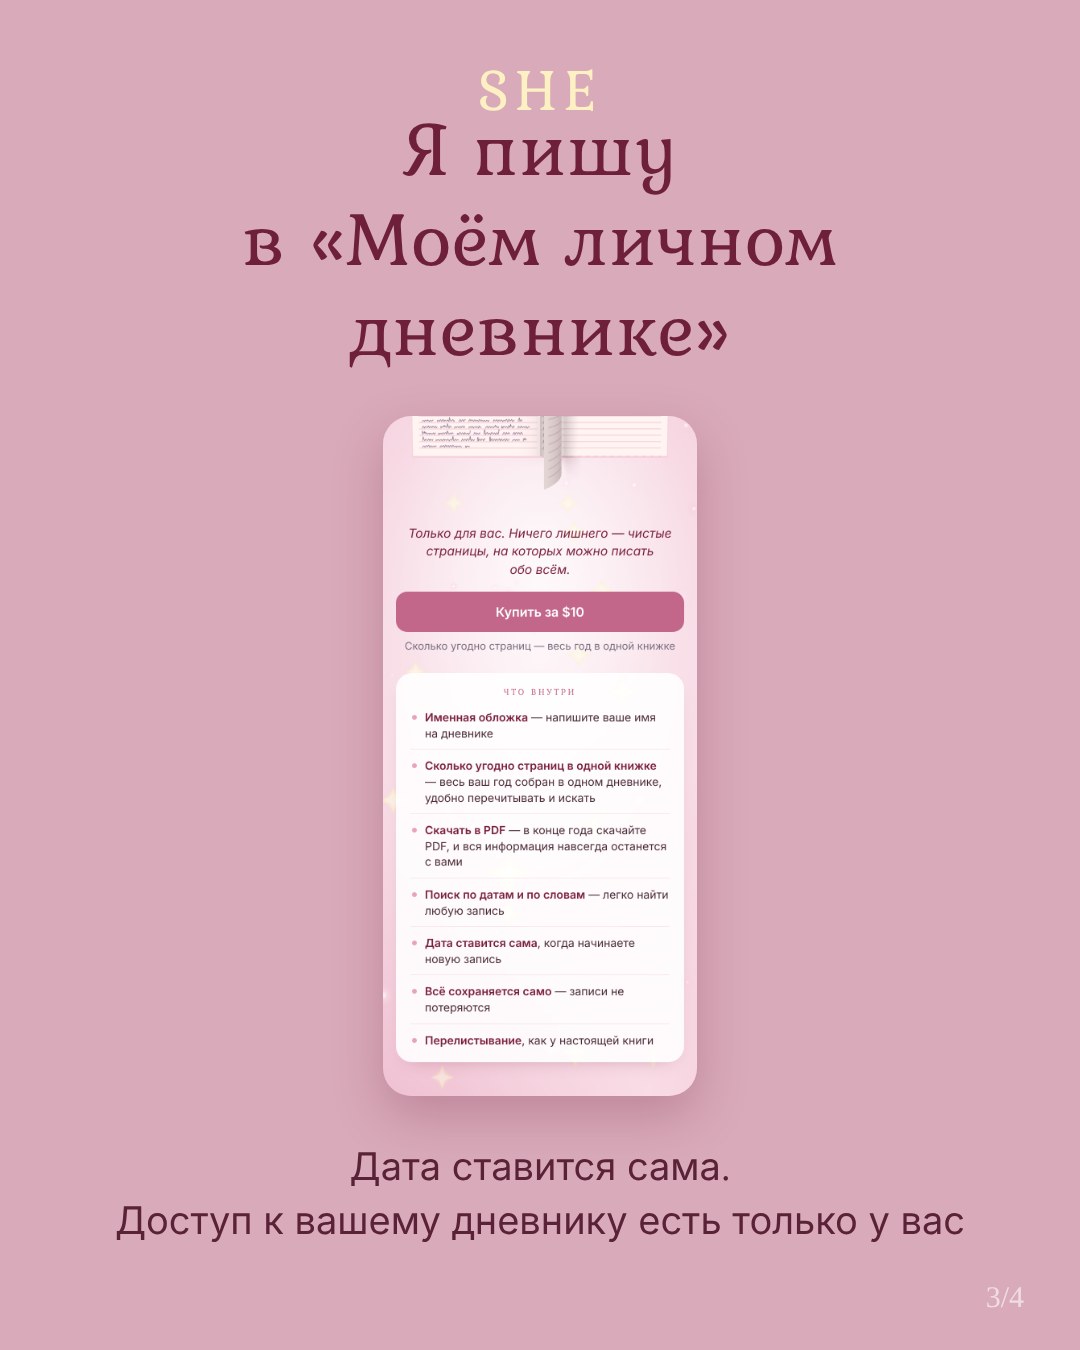 SHE
Я пишу
в «Моём личном
дневнике»
Только для вас. Ничего лишнего — чистые
страницы, на которых можно писать
обо всём.
Купить за $10
Сколько угодно страниц — весь год в одной книжке
ЧТО ВНУТРИ
Именная обложка — напишите ваше имя
на дневнике
Сколько угодно страниц в одной книжке
— весь ваш год собран в одном дневнике,
удобно перечитывать и искать
Скачать в PDF — в конце года скачайте
PDF, и вся информация навсегда останется
с вами
Поиск по датам и по словам — легко найти
любую запись
Дата ставится сама, когда начинаете
новую запись
Всё сохраняется само — записи не
потеряются
Перелистывание, как у настоящей книги
Дата ставится сама.
Доступ к вашему дневнику есть только у вас
3/4